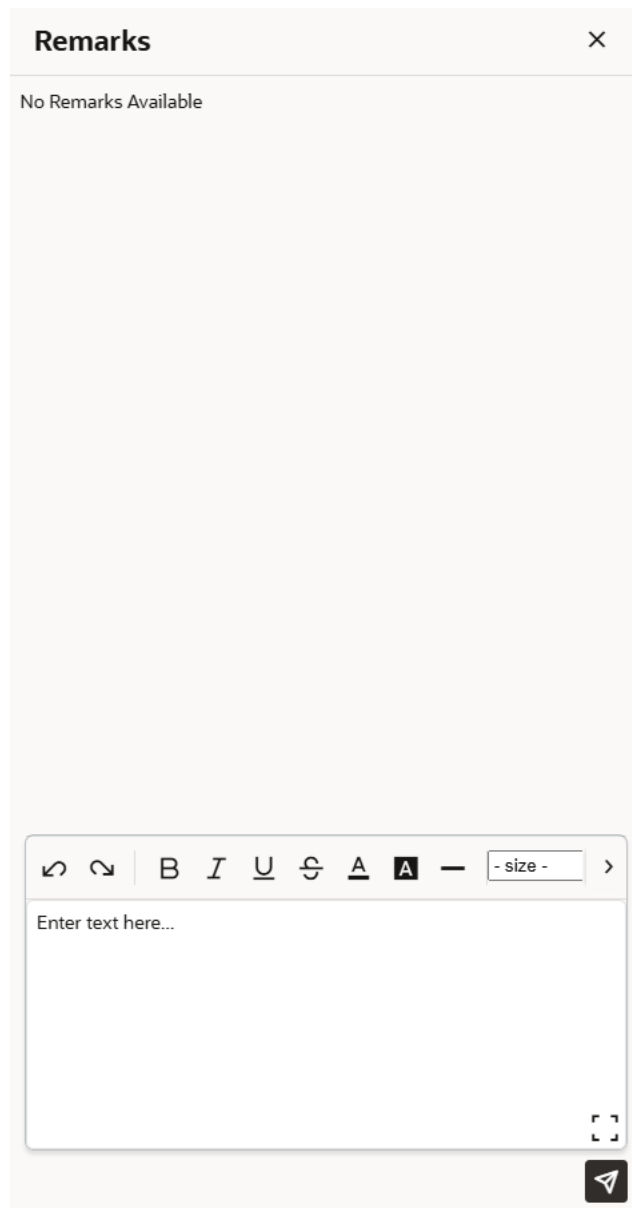 Remarks
No Remarks Available
B I U S A A - size -
Enter text here...